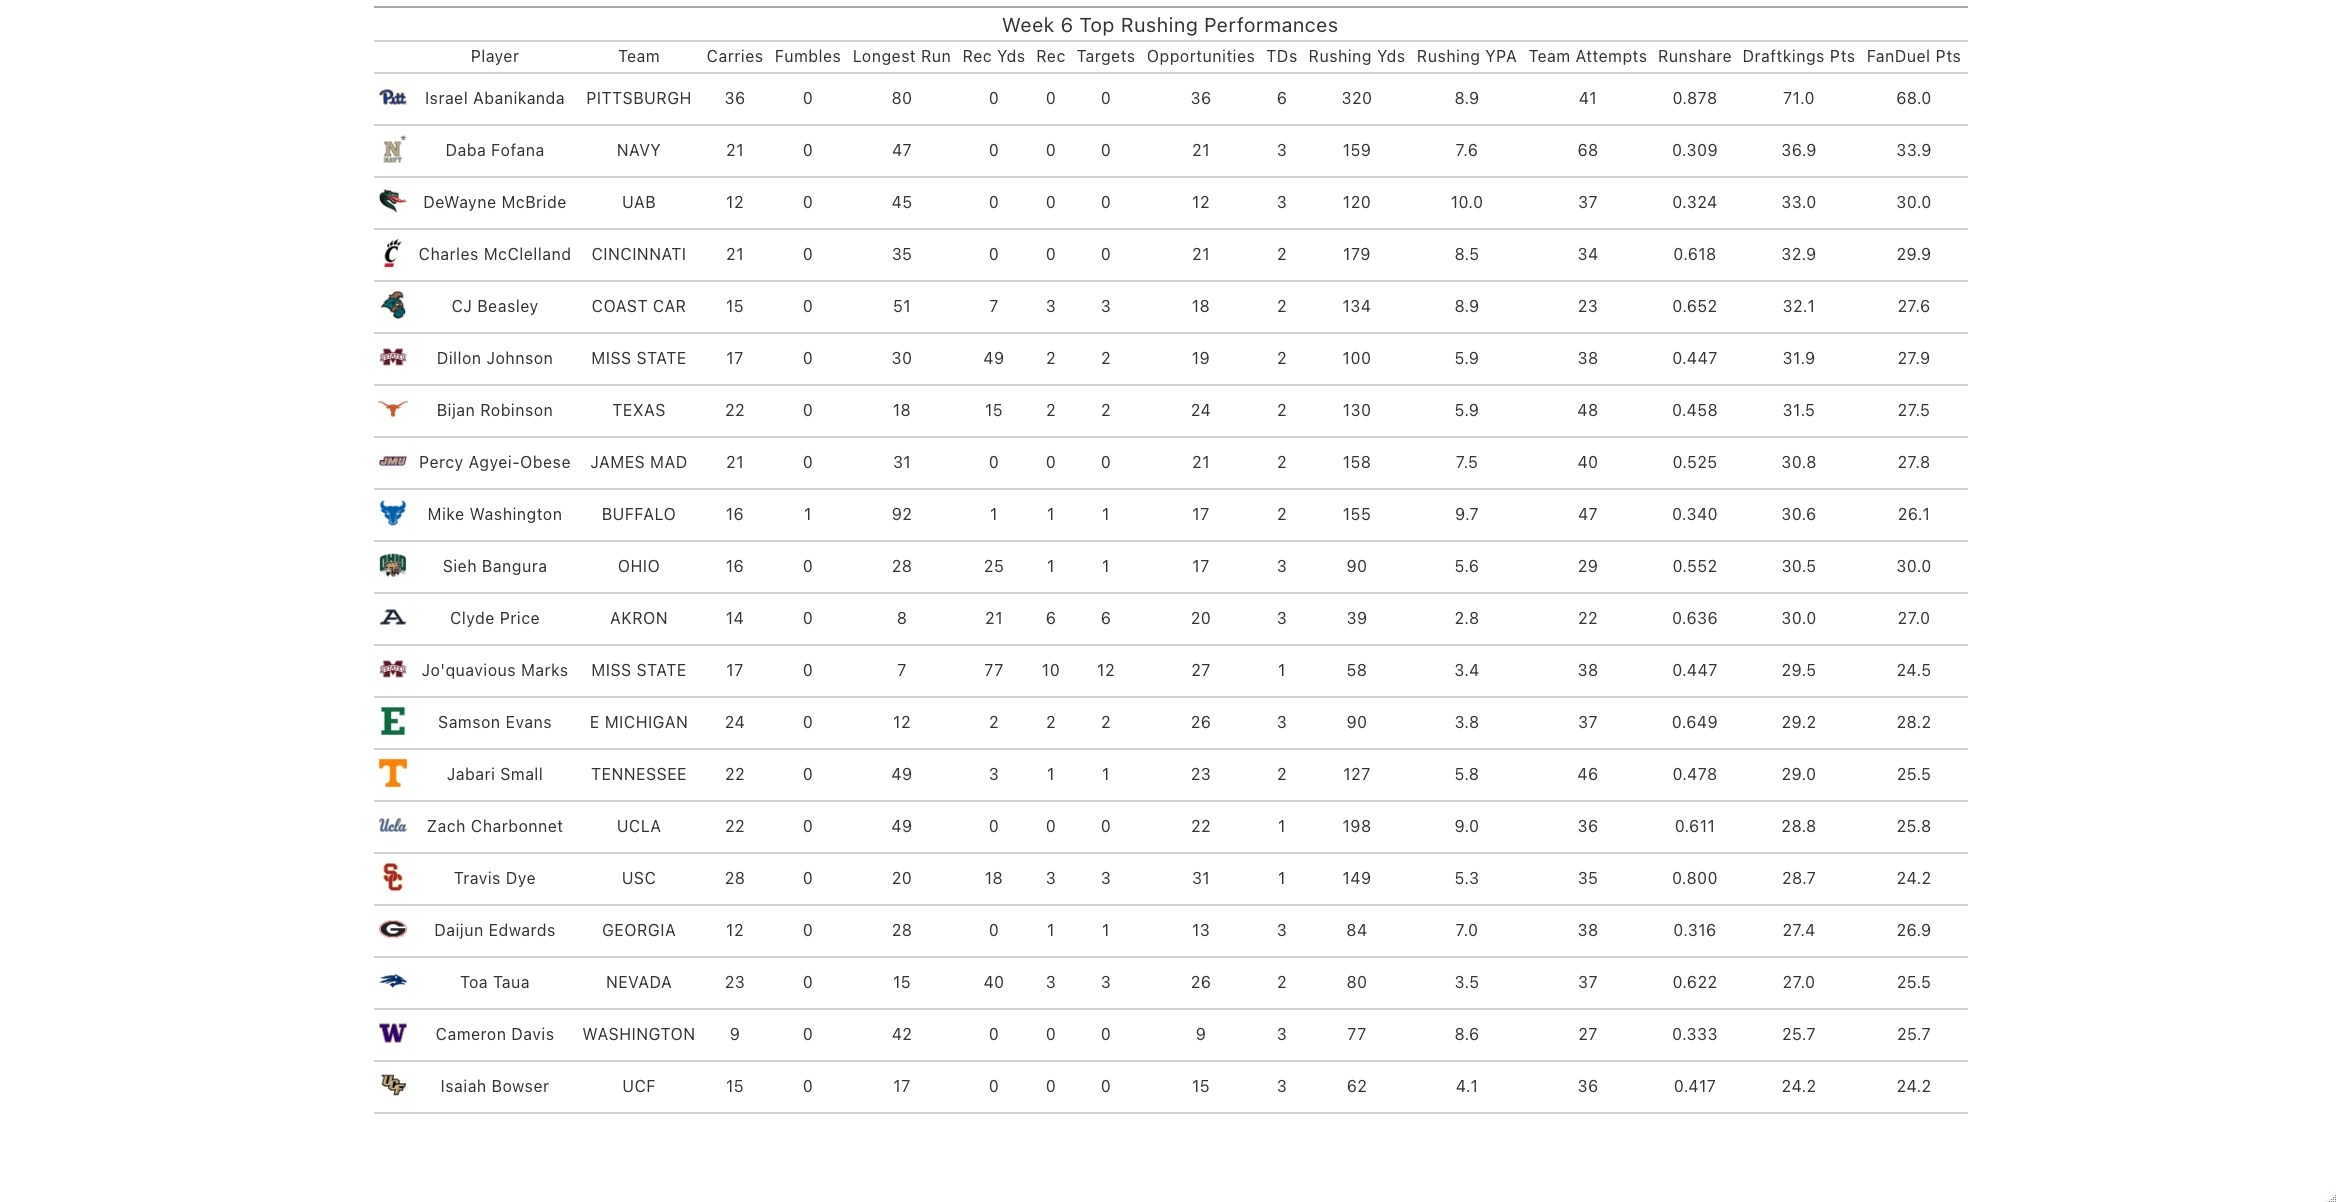 Week 6 Top Rushing Performances
Player Team Carries Fumbles Longest Run Rec Yds Rec Targets Opportunities TDs Rushing Yds Rushing YPA Team Attempts Runshare Draftkings Pts FanDuel Pts
Pitt Israel Abanikanda PITTSBURGH 36 0 80 0 0 0 36 6 320 8.9 41 0.878 71.0 68.0
N NAVY Daba Fofana NAVY 21 0 47 0 0 0 21 3 159 7.6 68 0.309 36.9 33.9
DeWayne McBride UAB 12 0 45 0 0 0 12 3 120 10.0 37 0.324 33.0 30.0
C Charles McClelland CINCINNATI 21 0 35 0 0 0 21 2 179 8.5 34 0.618 32.9 29.9
CJ Beasley COAST CAR 15 0 51 7 3 3 18 2 134 8.9 23 0.652 32.1 27.6
M STATE Dillon Johnson MISS STATE 17 0 30 49 2 2 19 2 100 5.9 38 0.447 31.9 27.9
Bijan Robinson TEXAS 22 0 18 15 2 2 24 2 130 5.9 48 0.458 31.5 27.5
JMU Percy Agyei-Obese JAMES MAD 21 0 31 0 0 0 21 2 158 7.5 40 0.525 30.8 27.8
Mike Washington BUFFALO 16 1 92 1 1 1 17 2 155 9.7 47 0.340 30.6 26.1
OHIO Sieh Bangura OHIO 16 0 28 25 1 1 17 3 90 5.6 29 0.552 30.5 30.0
A Clyde Price AKRON 14 0 8 21 6 6 20 3 39 2.8 22 0.636 30.0 27.0
M STATE Jo'quavious Marks MISS STATE 17 0 7 77 10 12 27 1 58 3.4 38 0.447 29.5 24.5
E Samson Evans E MICHIGAN 24 0 12 2 2 2 26 3 90 3.8 37 0.649 29.2 28.2
T Jabari Small TENNESSEE 22 0 49 3 1 1 23 2 127 5.8 46 0.478 29.0 25.5
Ucla Zach Charbonnet UCLA 22 0 49 0 0 0 22 1 198 9.0 36 0.611 28.8 25.8
SC Travis Dye USC 28 0 20 18 3 3 31 1 149 5.3 35 0.800 28.7 24.2
G Daijun Edwards GEORGIA 12 0 28 0 1 1 13 3 84 7.0 38 0.316 27.4 26.9
Toa Taua NEVADA 23 0 15 40 3 3 26 2 80 3.5 37 0.622 27.0 25.5
W Cameron Davis WASHINGTON 9 0 42 0 0 0 9 3 77 8.6 27 0.333 25.7 25.7
UCF Isaiah Bowser UCF 15 0 17 0 0 0 15 3 62 4.1 36 0.417 24.2 24.2